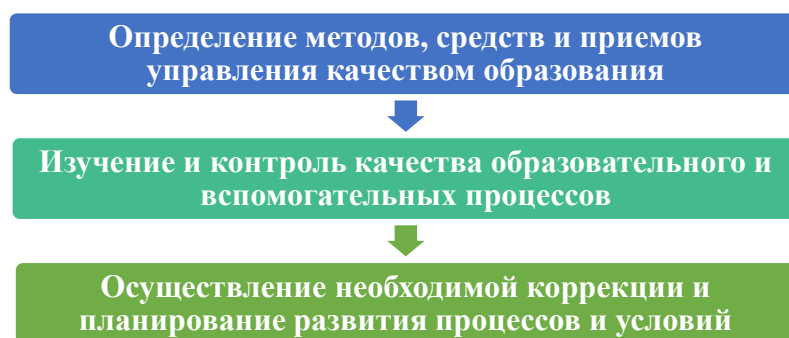 Определение методов, средств и приемов
управления качеством образования
Изучение и контроль качества образовательного и
вспомогательных процессов
Осуществление необходимой коррекции и
планирование развития процессов и условий